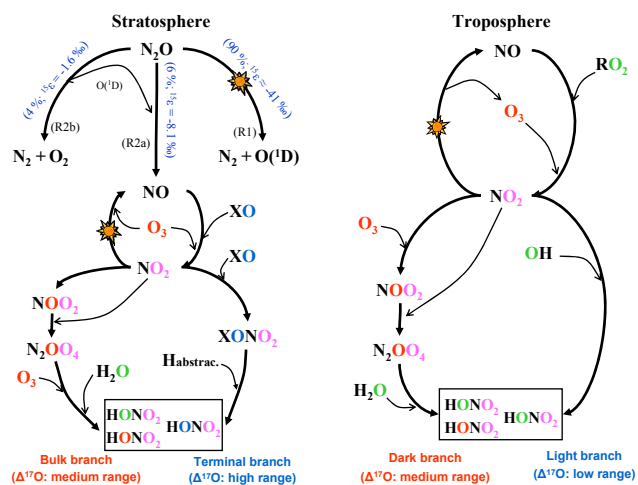 Stratosphere
N₂O
(4 %; ¹⁵ε = -1.6 ‰)
(6 %; ¹⁵ε = -8.1 ‰)
(90 %; ¹⁵ε = -41 ‰)
O(¹D)
(R2b)
(R2a)
(R1)
N₂ + O₂
N₂ + O(¹D)
NO
O₃
XO
XO
NO₂
NOO₂
XONO₂
N₂OO₄
Habstrac.
O₃
H₂O
HONO₂
HONO₂
HONO₂
Bulk branch
(Δ¹⁷O: medium range)
Terminal branch
(Δ¹⁷O: high range)
Troposphere
NO
RO₂
O₃
NO₂
O₃
OH
NOO₂
N₂OO₄
H₂O
HONO₂
HONO₂
HONO₂
Dark branch
(Δ¹⁷O: medium range)
Light branch
(Δ¹⁷O: low range)